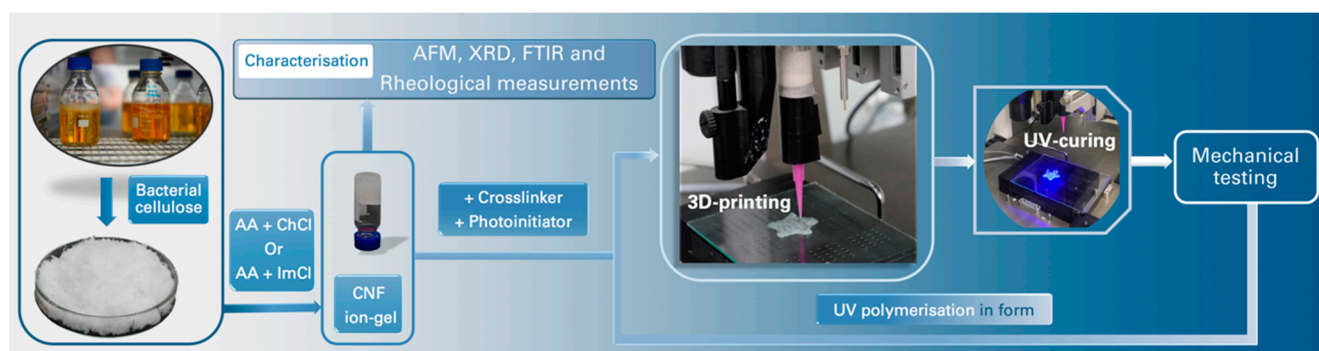 Bacterial
cellulose
AA + ChCl
Or
AA + ImCl
CNF
ion-gel
Characterisation
AFM, XRD, FTIR and
Rheological measurements
+ Crosslinker
+ Photoinitiator
3D-printing
UV-curing
Mechanical
testing
UV polymerisation in form